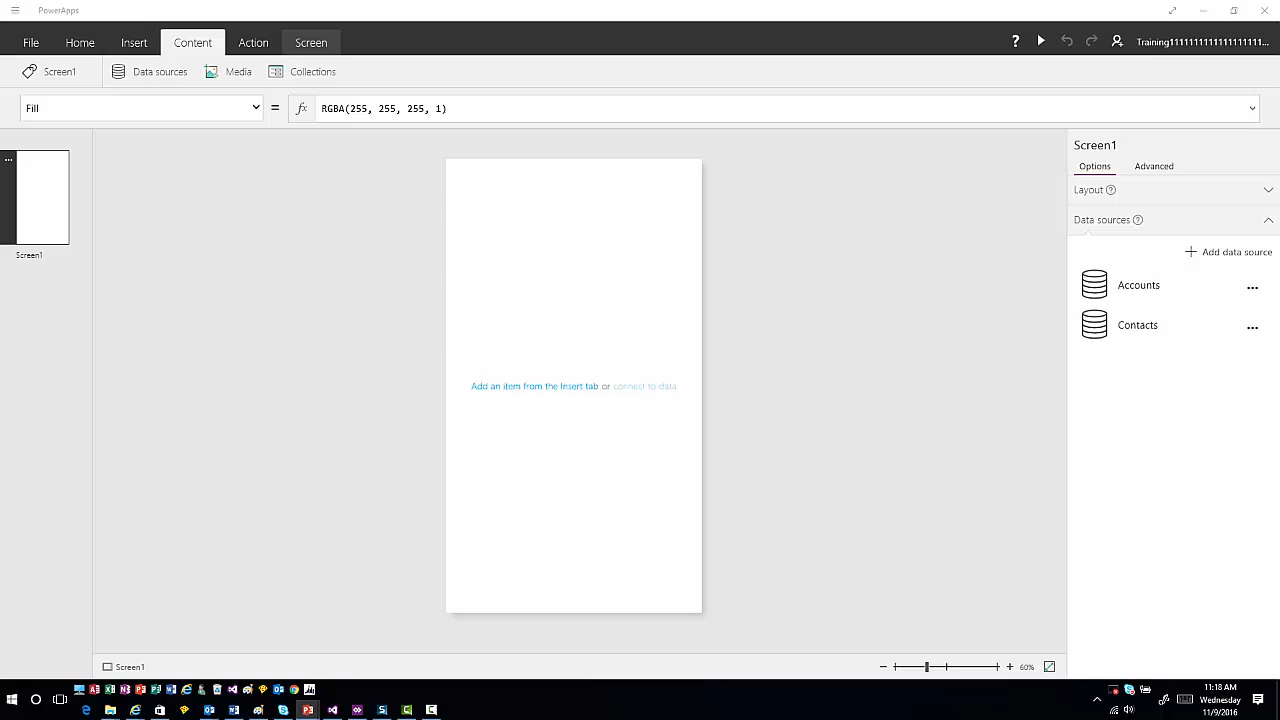 PowerApps
File Home Insert Content Action Screen
? Training1111111111111111111...
Screen1 Data sources Media Collections
Fill = fx RGBA(255, 255, 255, 1)
Screen1
Options Advanced
Layout ?
Data sources ?
Add data source
Accounts ...
Contacts ...
Screen1
Add an item from the Insert tab or connect to data
Screen1
60%
11:18 AM
Wednesday
11/9/2016